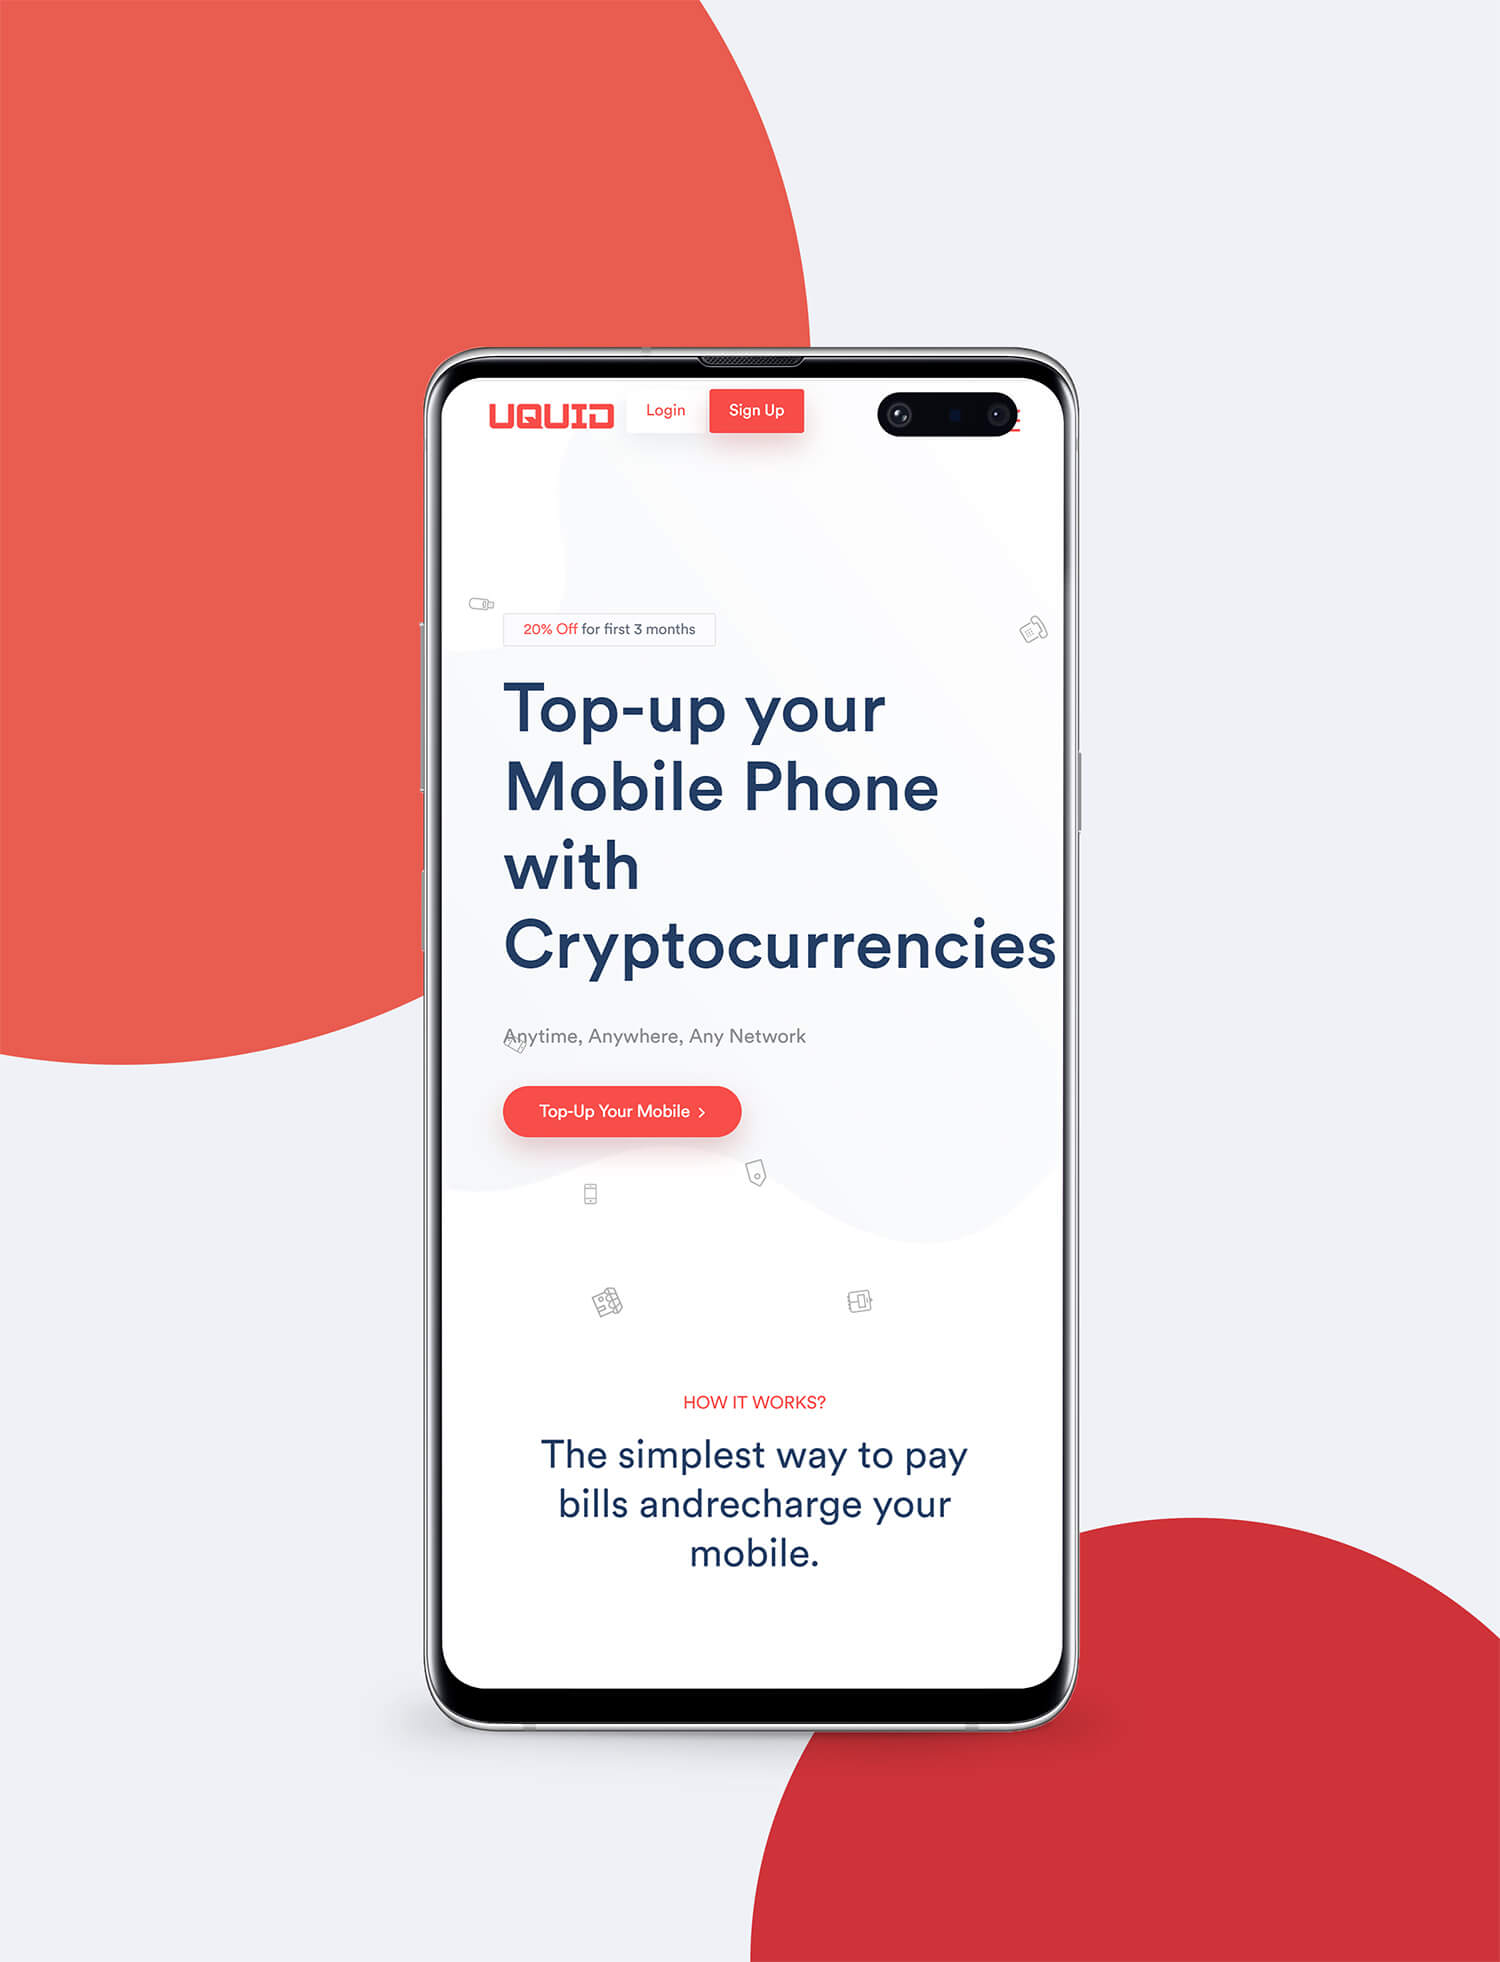 UQUID Login Sign Up
20% Off for first 3 months
Top-up your
Mobile Phone
with
Cryptocurrencies
Anytime, Anywhere, Any Network
Top-Up Your Mobile >
HOW IT WORKS?
The simplest way to pay
bills andrecharge your
mobile.